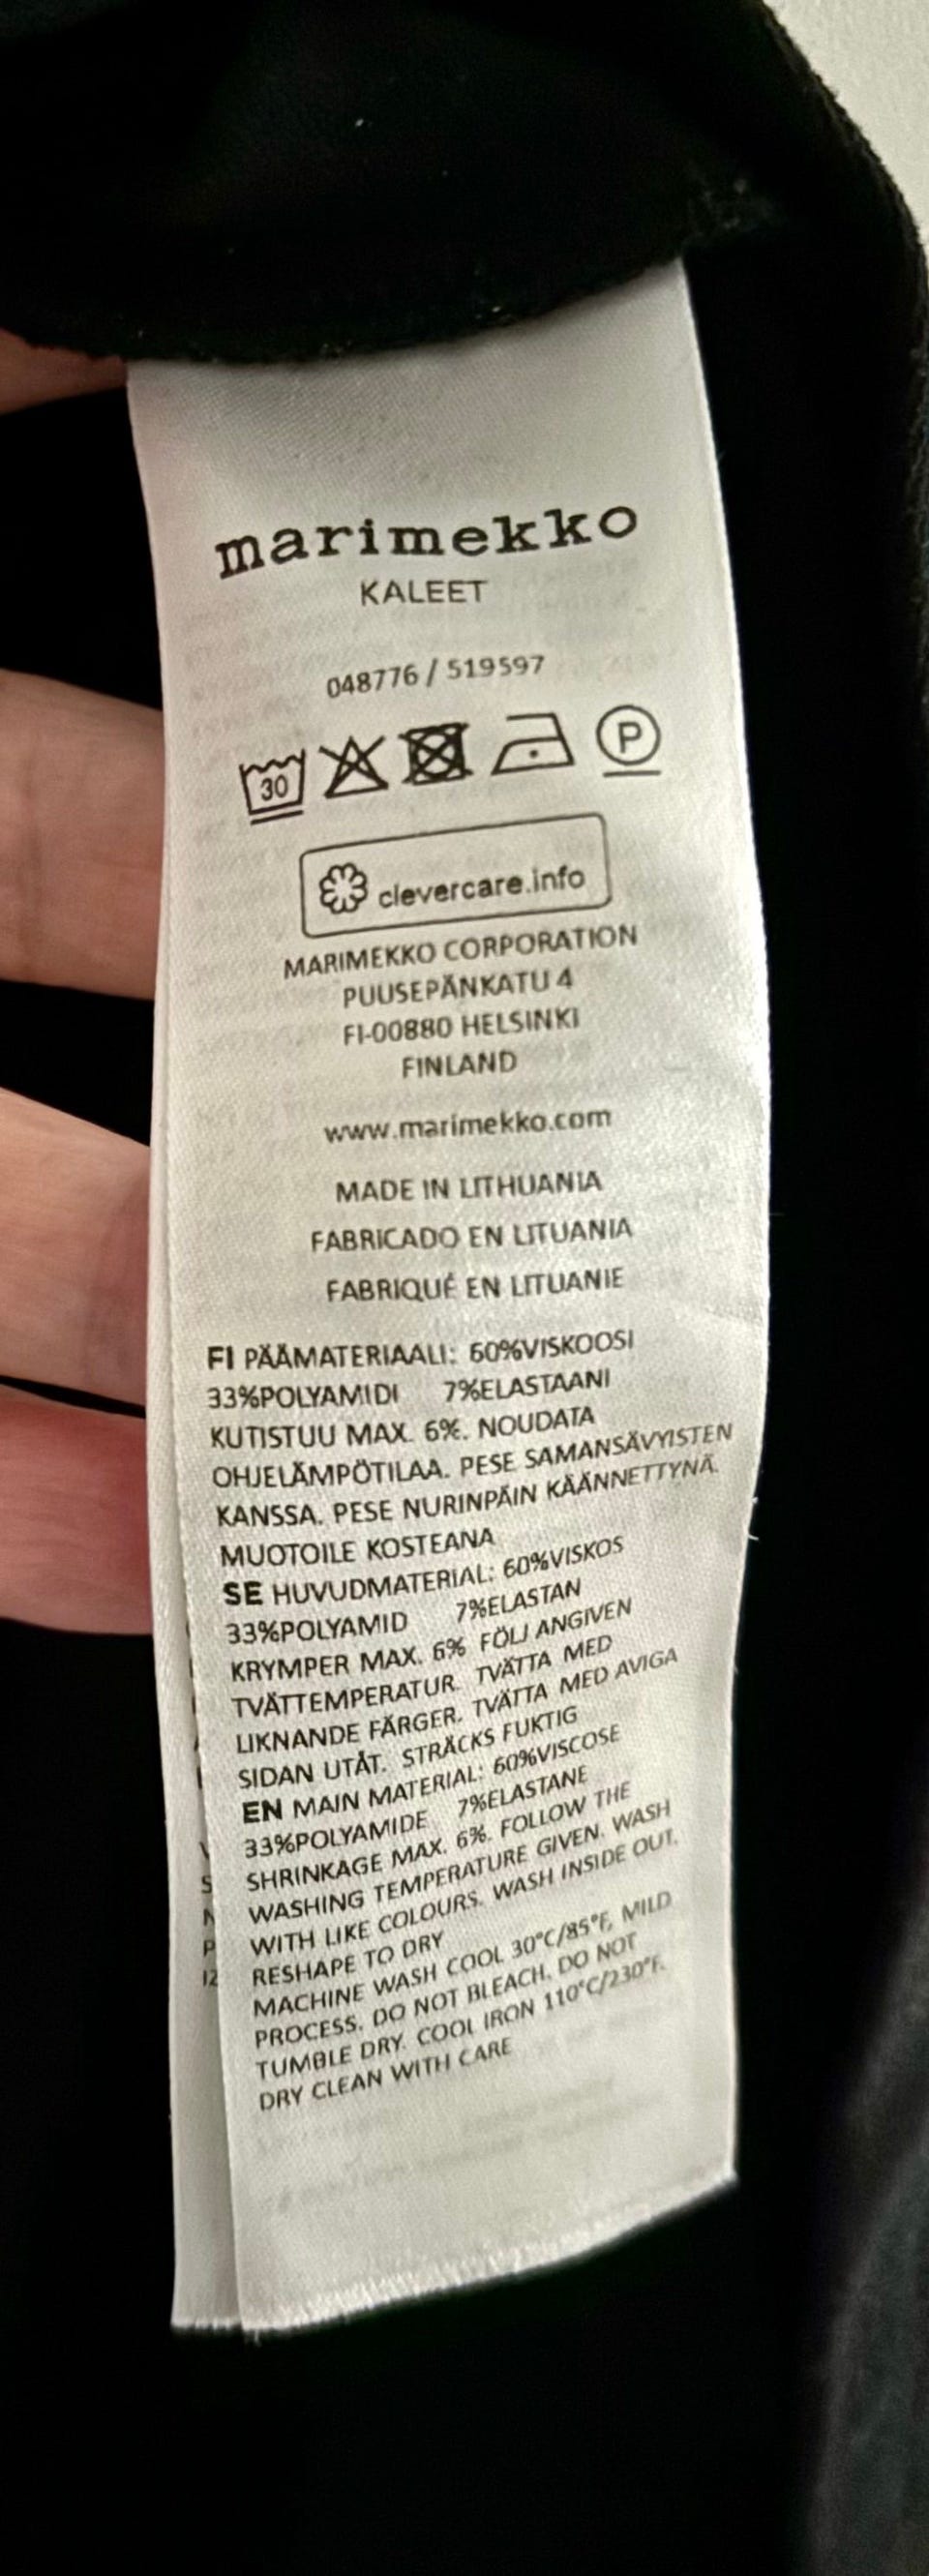 marimekko
KALEET
048776 / 519597
30
P
clevercare.info
MARIMEKKO CORPORATION
PUUSEPÄNKATU 4
FI-00880 HELSINKI
FINLAND
www.marimekko.com
MADE IN LITHUANIA
FABRICADO EN LITUANIA
FABRIQUÉ EN LITUANIE
FI PÄÄMATERIAALI: 60%VISKOOSI
33%POLYAMIDI 7%ELASTAANI
KUTISTUU MAX. 6%. NOUDATA
OHJELÄMPÖTILAA. PESE SAMANSÄVYISTEN
KANSSA. PESE NURINPÄIN KÄÄNNETTYNÄ.
MUOTOILE KOSTEANA
SE HUVUDMATERIAL: 60%VISKOS
33%POLYAMID 7%ELASTAN
KRYMPER MAX. 6% FÖLJ ANGIVEN
TVÄTTEMPERATUR. TVÄTTA MED
LIKNANDE FÄRGER. TVÄTTA MED AVIGA
SIDAN UTÅT. STRÄCKS FUKTIG
EN MAIN MATERIAL: 60%VISCOSE
33%POLYAMIDE 7%ELASTANE
SHRINKAGE MAX. 6%. FOLLOW THE
WASHING TEMPERATURE GIVEN. WASH
WITH LIKE COLOURS. WASH INSIDE OUT.
RESHAPE TO DRY
MACHINE WASH COOL 30°C/85°F, MILD
PROCESS. DO NOT BLEACH. DO NOT
TUMBLE DRY. COOL IRON 110°C/230°F.
DRY CLEAN WITH CARE